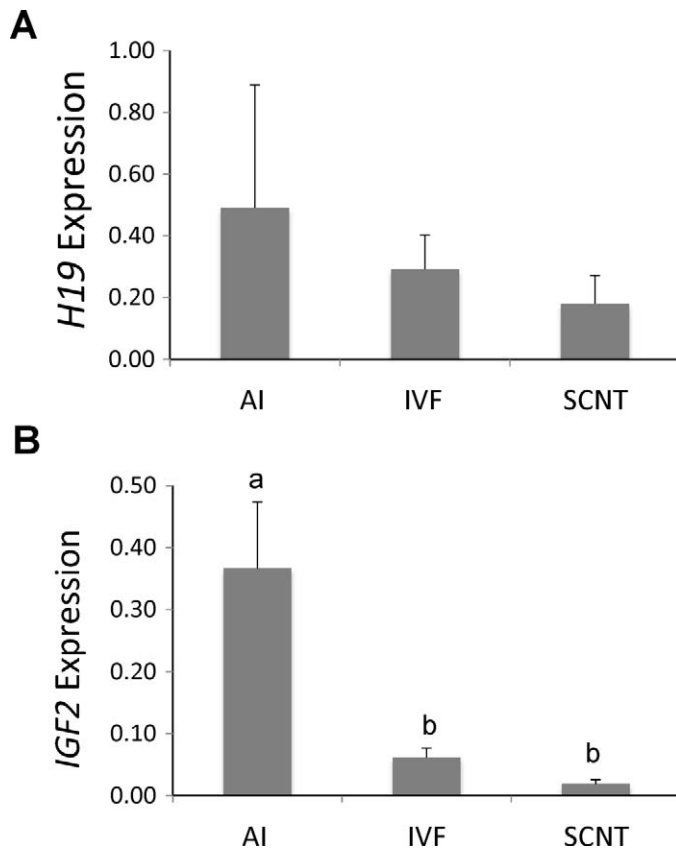 A
H19 Expression
1.00
0.80
0.60
0.40
0.20
0.00
AI IVF SCNT
B
IGF2 Expression
0.50
0.40
0.30
0.20
0.10
0.00
a
b
b
AI IVF SCNT